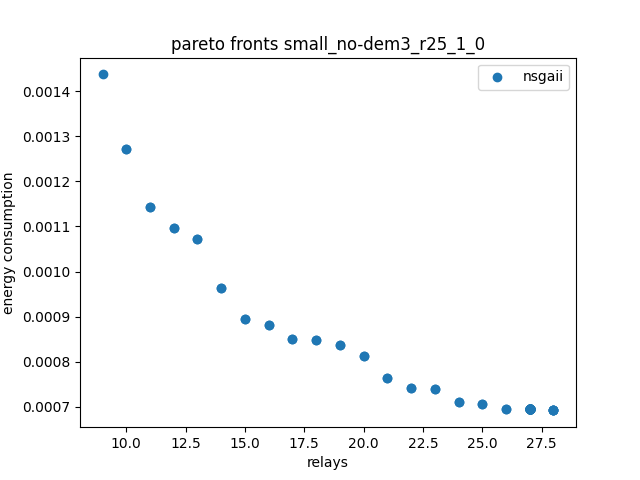 pareto fronts small_no-dem3_r25_1_0
nsgaii
energy consumption
0.0014
0.0013
0.0012
0.0011
0.0010
0.0009
0.0008
0.0007
10.0 12.5 15.0 17.5 20.0 22.5 25.0 27.5
relays